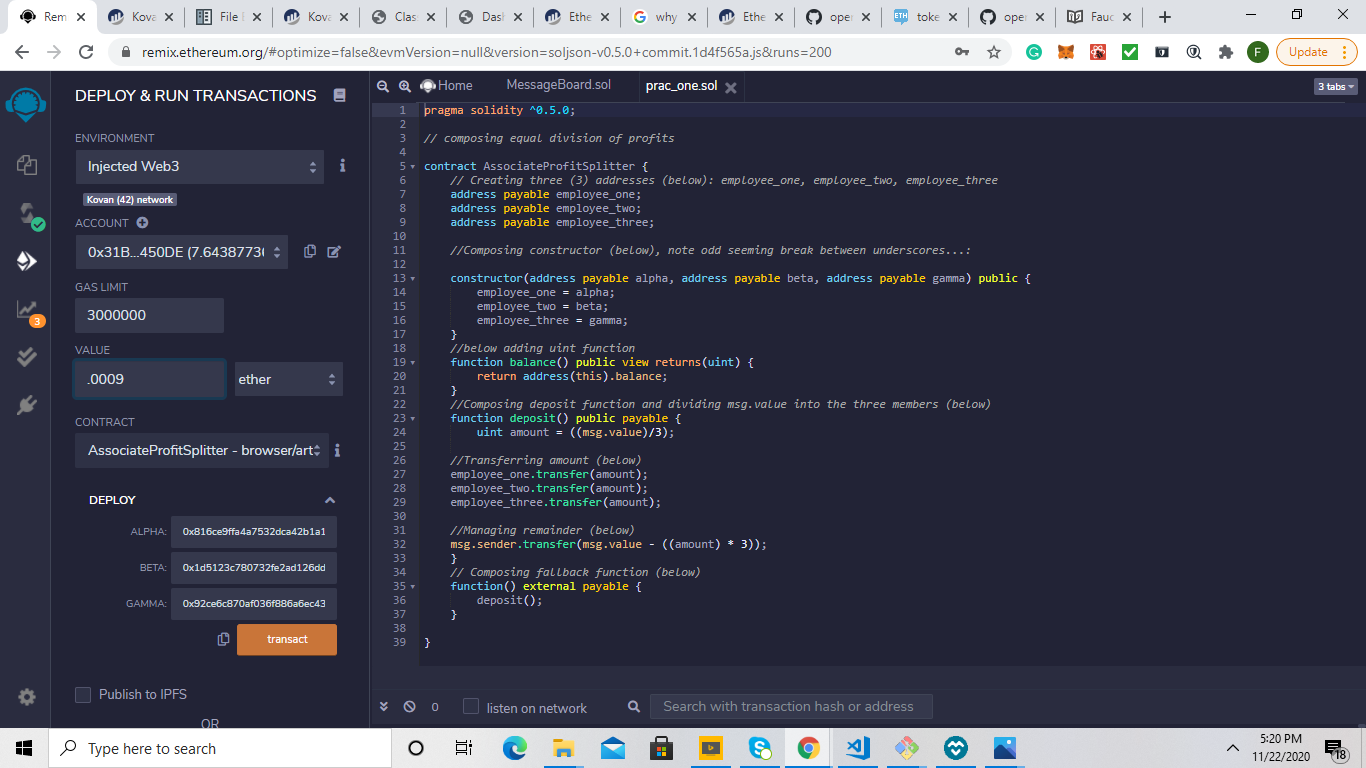 Rem
Kova
File E
Kova
Clas
Dash
Ethe
why
Ethe
oper
toke
oper
Fauc
remix.ethereum.org/#optimize=false&evmVersion=null&version=soljson-v0.5.0+commit.1d4f565a.js&runs=200
F
Update
DEPLOY & RUN TRANSACTIONS
ENVIRONMENT
Injected Web3
Kovan (42) network
ACCOUNT
0x31B...450DE (7.64387736
GAS LIMIT
3000000
VALUE
.0009
ether
CONTRACT
AssociateProfitSplitter - browser/art
DEPLOY
ALPHA: 0x816ce9ffa4a7532dca42b1a1
BETA: 0x1d5123c780732fe2ad126dd
GAMMA: 0x92ce6c870af036f886a6ec43
transact
Publish to IPFS
OR
3
Home
MessageBoard.sol
prac_one.sol
3 tabs
1 pragma solidity ^0.5.0;
2
3 // composing equal division of profits
4
5 contract AssociateProfitSplitter {
6 // Creating three (3) addresses (below): employee_one, employee_two, employee_three
7 address payable employee_one;
8 address payable employee_two;
9 address payable employee_three;
10
11 //Composing constructor (below), note odd seeming break between underscores...:
12
13 constructor(address payable alpha, address payable beta, address payable gamma) public {
14 employee_one = alpha;
15 employee_two = beta;
16 employee_three = gamma;
17 }
18 //below adding uint function
19 function balance() public view returns(uint) {
20 return address(this).balance;
21 }
22 //Composing deposit function and dividing msg.value into the three members (below)
23 function deposit() public payable {
24 uint amount = ((msg.value)/3);
25
26 //Transferring amount (below)
27 employee_one.transfer(amount);
28 employee_two.transfer(amount);
29 employee_three.transfer(amount);
30
31 //Managing remainder (below)
32 msg.sender.transfer(msg.value - ((amount) * 3));
33 }
34 // Composing fallback function (below)
35 function() external payable {
36 deposit();
37 }
38
39 }
0
listen on network
Search with transaction hash or address
Type here to search
5:20 PM
11/22/2020
18